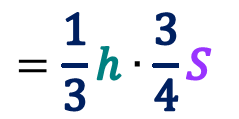 = 1/3 h · 3/4 S